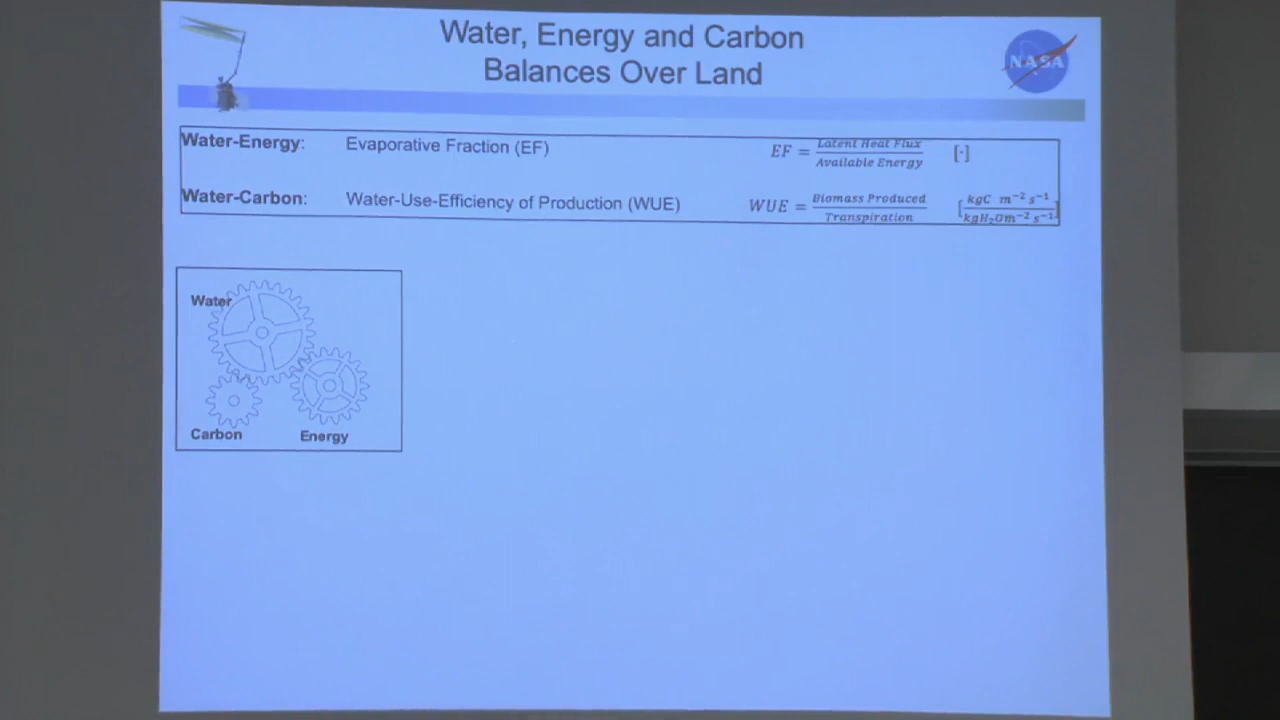 Water, Energy and Carbon
Balances Over Land
NASA
Water-Energy: Evaporative Fraction (EF) EF = Latent Heat Flux / Available Energy [·]
Water-Carbon: Water-Use-Efficiency of Production (WUE) WUE = Biomass Produced / Transpiration [kgC m⁻² s⁻¹ / kgH₂Om⁻² s⁻¹]
Water
Carbon Energy